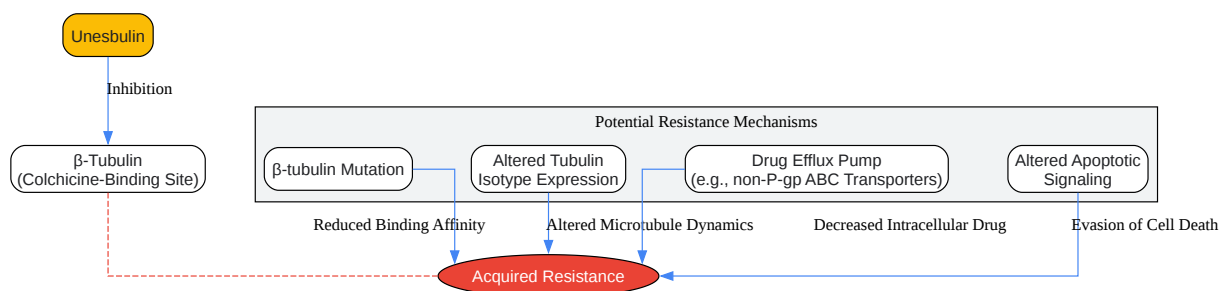 Unesbulin
Inhibition
Potential Resistance Mechanisms
β-Tubulin
(Colchicine-Binding Site)
β-tubulin Mutation
Altered Tubulin
Isotype Expression
Drug Efflux Pump
(e.g., non-P-gp ABC Transporters)
Altered Apoptotic
Signaling
Reduced Binding Affinity
Altered Microtubule Dynamics
Decreased Intracellular Drug
Evasion of Cell Death
Acquired Resistance